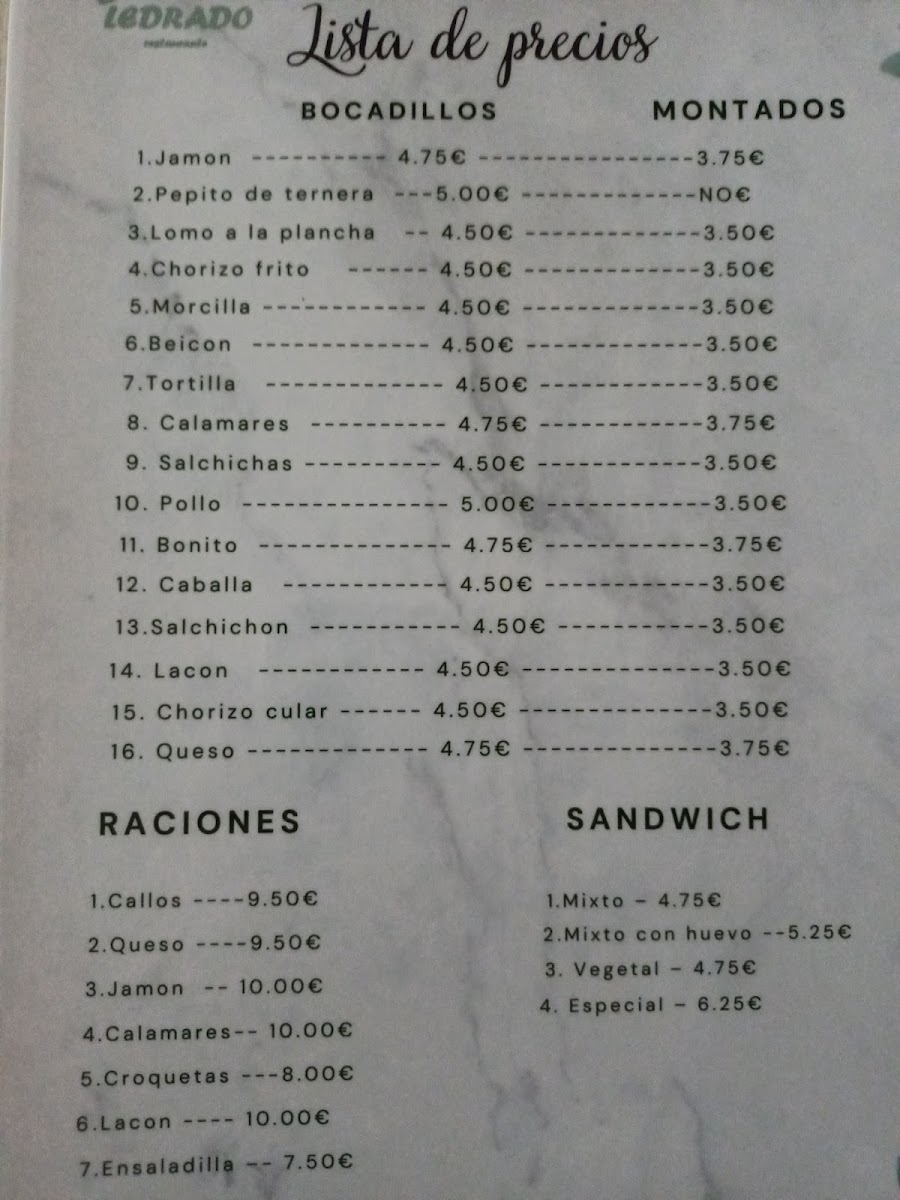 LEDRADO
restaurante
Lista de precios
BOCADILLOS MONTADOS
1.Jamon ---------- 4.75€ ----------------3.75€
2.Pepito de ternera ---5.00€ -------------NO€
3.Lomo a la plancha -- 4.50€ -------------3.50€
4.Chorizo frito ------ 4.50€ -------------3.50€
5.Morcilla ------------ 4.50€ -------------3.50€
6.Beicon ------------- 4.50€ -------------3.50€
7.Tortilla ------------- 4.50€ ------------3.50€
8. Calamares ---------- 4.75€ ------------3.75€
9. Salchichas ---------- 4.50€ ------------3.50€
10. Pollo --------------- 5.00€ ------------3.50€
11. Bonito -------------- 4.75€ ------------3.75€
12. Caballa ------------ 4.50€ ------------3.50€
13.Salchichon ----------- 4.50€ -----------3.50€
14. Lacon ------------ 4.50€ --------------3.50€
15. Chorizo cular ------ 4.50€ --------------3.50€
16. Queso ------------- 4.75€ --------------3.75€
RACIONES
1.Callos ----9.50€
2.Queso ----9.50€
3.Jamon -- 10.00€
4.Calamares-- 10.00€
5.Croquetas ---8.00€
6.Lacon ---- 10.00€
7.Ensaladilla -- 7.50€
SANDWICH
1.Mixto – 4.75€
2.Mixto con huevo --5.25€
3. Vegetal – 4.75€
4. Especial – 6.25€